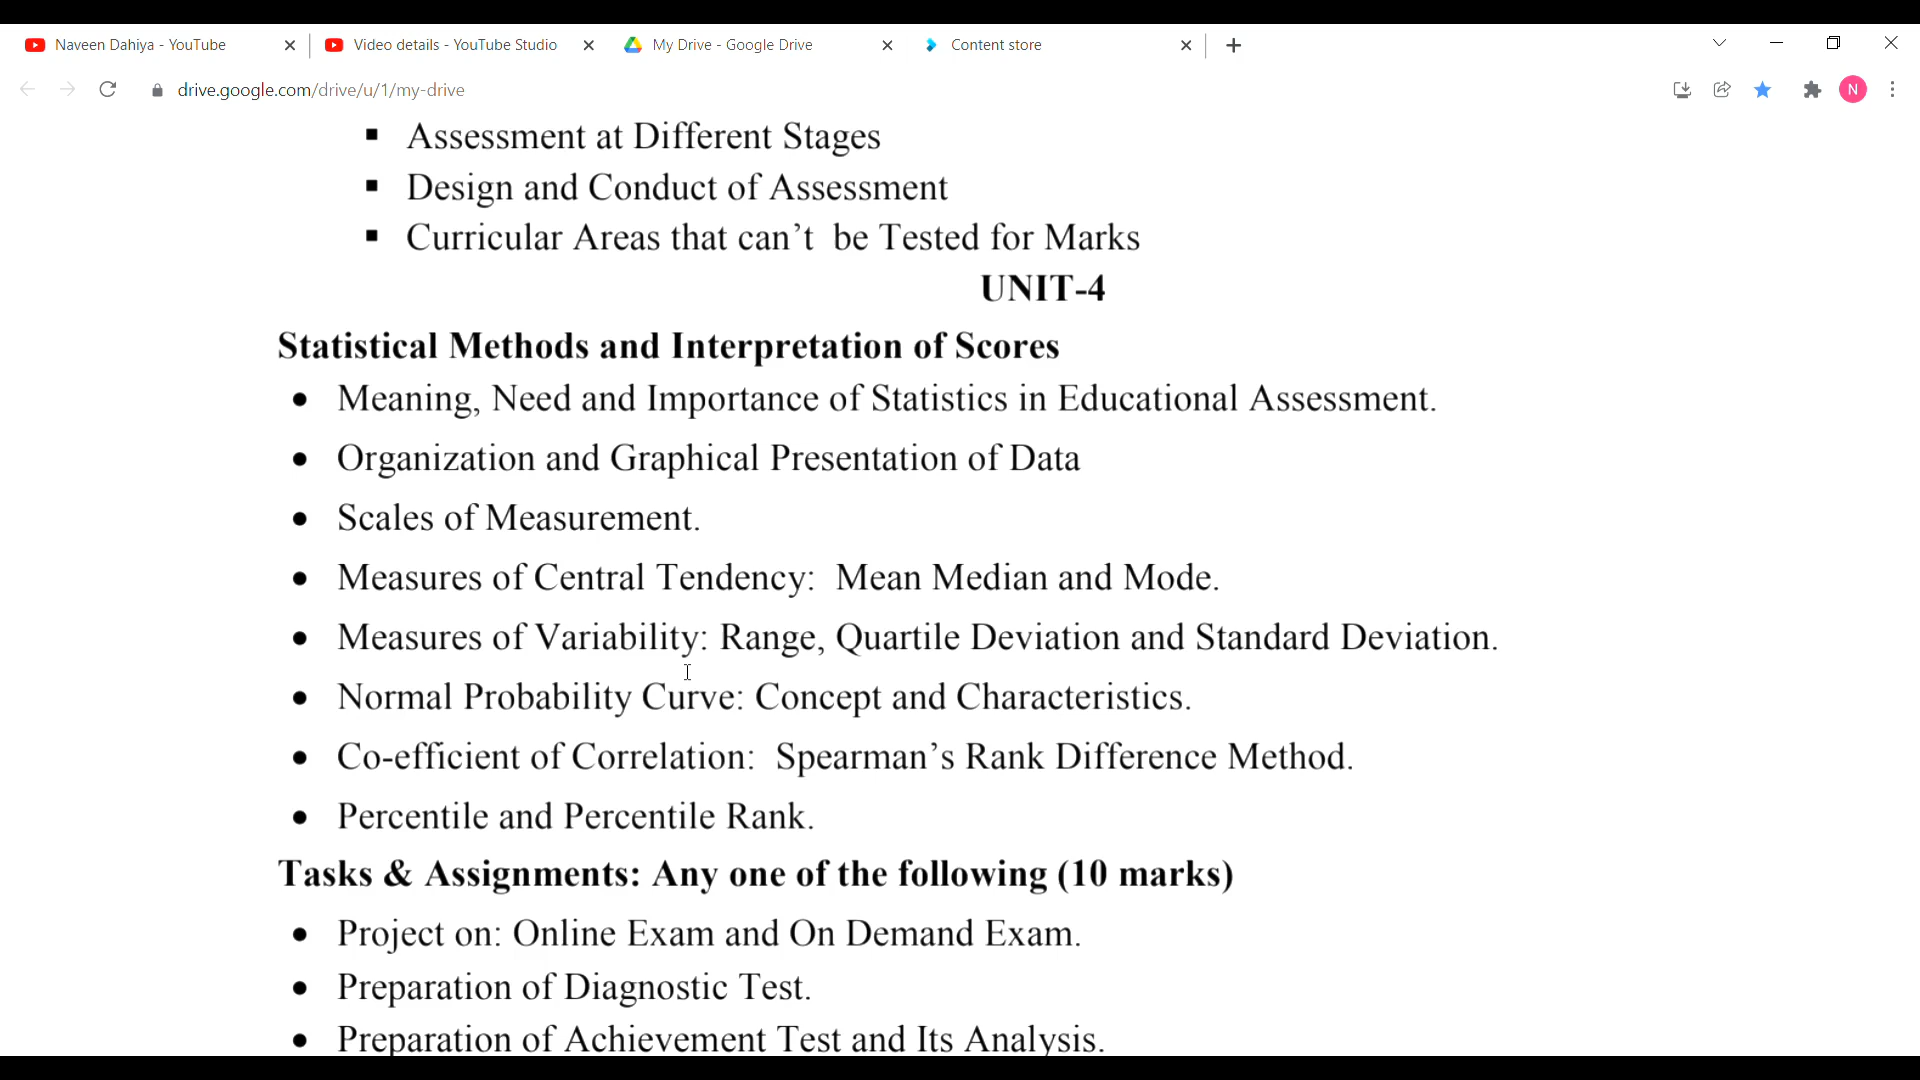 Naveen Dahiya - YouTube
Video details - YouTube Studio
My Drive - Google Drive
Content store
drive.google.com/drive/u/1/my-drive
N
▪ Assessment at Different Stages
▪ Design and Conduct of Assessment
▪ Curricular Areas that can’t be Tested for Marks
UNIT-4
Statistical Methods and Interpretation of Scores
• Meaning, Need and Importance of Statistics in Educational Assessment.
• Organization and Graphical Presentation of Data
• Scales of Measurement.
• Measures of Central Tendency: Mean Median and Mode.
• Measures of Variability: Range, Quartile Deviation and Standard Deviation.
• Normal Probability Curve: Concept and Characteristics.
• Co-efficient of Correlation: Spearman’s Rank Difference Method.
• Percentile and Percentile Rank.
Tasks & Assignments: Any one of the following (10 marks)
• Project on: Online Exam and On Demand Exam.
• Preparation of Diagnostic Test.
• Preparation of Achievement Test and Its Analysis.